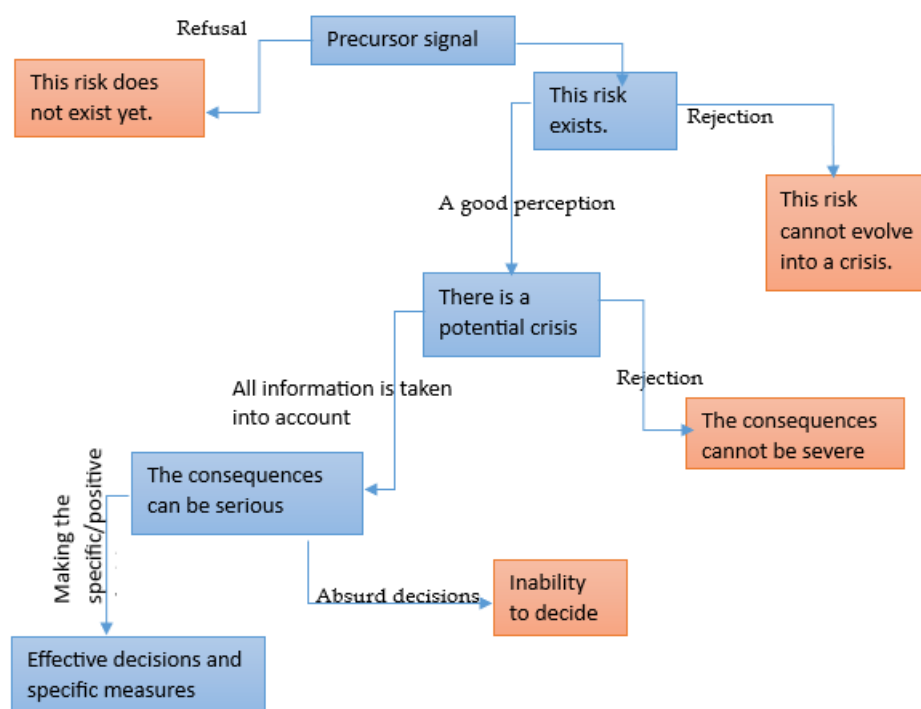 Refusal
Precursor signal
This risk does
not exist yet.
This risk
exists.
Rejection
A good perception
This risk
cannot evolve
into a crisis.
There is a
potential crisis
All information is taken
into account
Rejection
The consequences
cannot be severe
The consequences
can be serious
Making the
specific/positive
Absurd decisions
Inability
to decide
Effective decisions and
specific measures